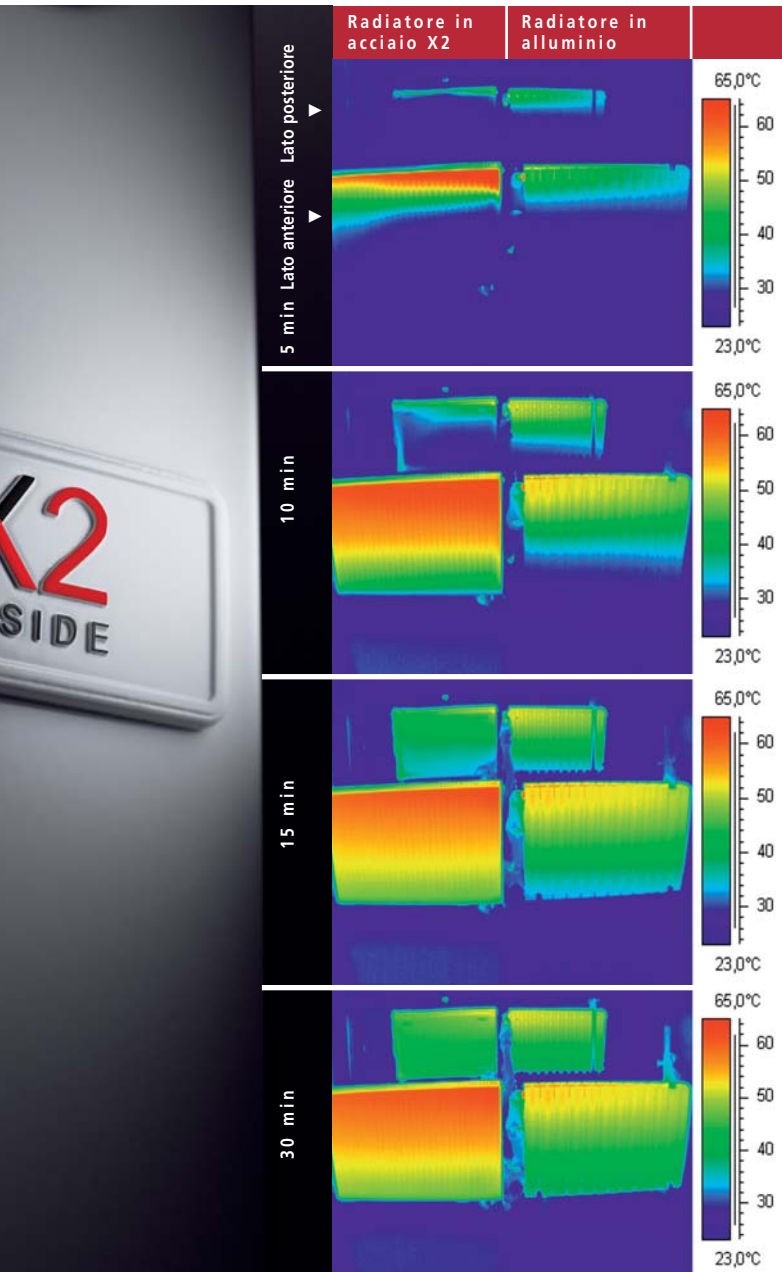 Radiatore in
acciaio X2
Radiatore in
alluminio
Lato posteriore
5 min Lato anteriore
65,0°C
60
50
40
30
23,0°C
10 min
65,0°C
60
50
40
30
23,0°C
15 min
65,0°C
60
50
40
30
23,0°C
30 min
65,0°C
60
50
40
30
23,0°C
X2
SIDE